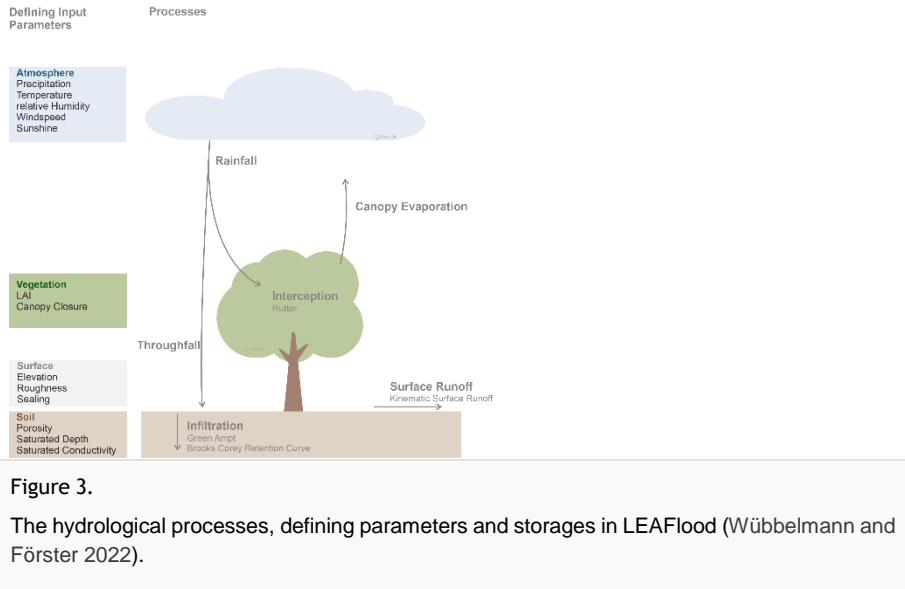 Defining Input
Parameters
Processes
Atmosphere
Precipitation
Temperature
relative Humidity
Windspeed
Sunshine
Rainfall
Canopy Evaporation
Vegetation
LAI
Canopy Closure
Interception
Rutter
Throughfall
Surface
Elevation
Roughness
Sealing
Surface Runoff
Kinematic Surface Runoff
Soil
Porosity
Saturated Depth
Saturated Conductivity
Infiltration
Green Ampt
Brooks Corey Retention Curve
Figure 3.
The hydrological processes, defining parameters and storages in LEAFlood (Wübbelmann and
Förster 2022).